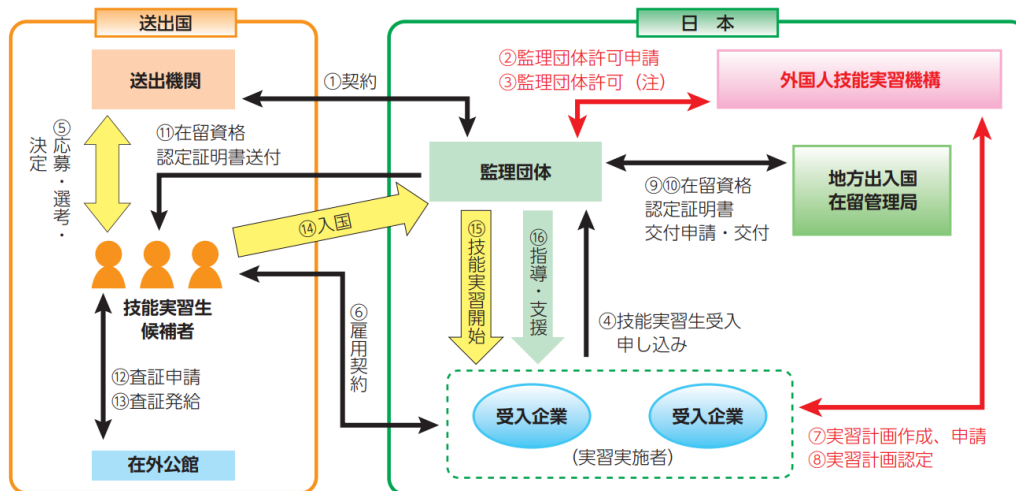 送出国
日 本
送出機関
①契約
②監理団体許可申請
③監理団体許可（注）
外国人技能実習機構
⑤応募・選考・
決定
⑪在留資格
認定証明書送付
監理団体
⑨⑩在留資格
認定証明書
交付申請・交付
地方出入国
在留管理局
⑭入国
技能実習生
候補者
⑥雇用契約
⑮技能実習開始
⑯指導・支援
④技能実習生受入
申し込み
⑫査証申請
⑬査証発給
在外公館
受入企業
受入企業
(実習実施者)
⑦実習計画作成、申請
⑧実習計画認定